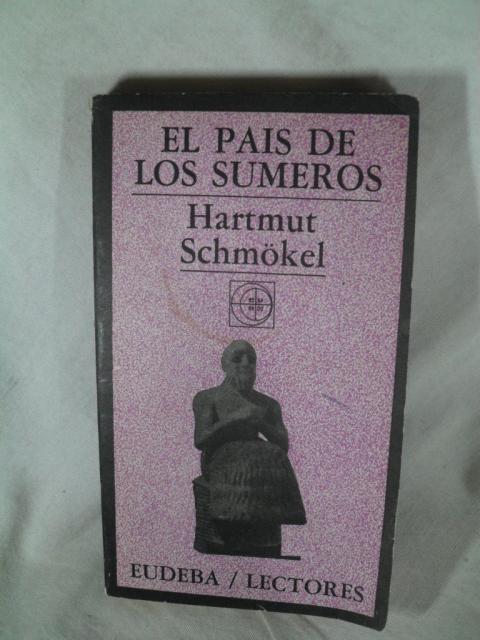 EL PAIS DE
LOS SUMEROS
Hartmut
Schmökel
EUDEBA / LECTORES